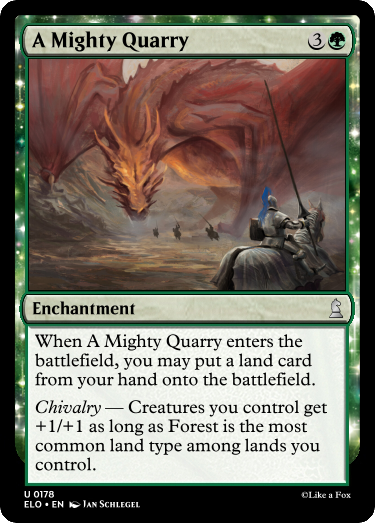 A Mighty Quarry 3
Enchantment
When A Mighty Quarry enters the
battlefield, you may put a land card
from your hand onto the battlefield.
Chivalry — Creatures you control get
+1/+1 as long as Forest is the most
common land type among lands you
control.
U 0178
ELO • EN Jan Schlegel
©Like a Fox